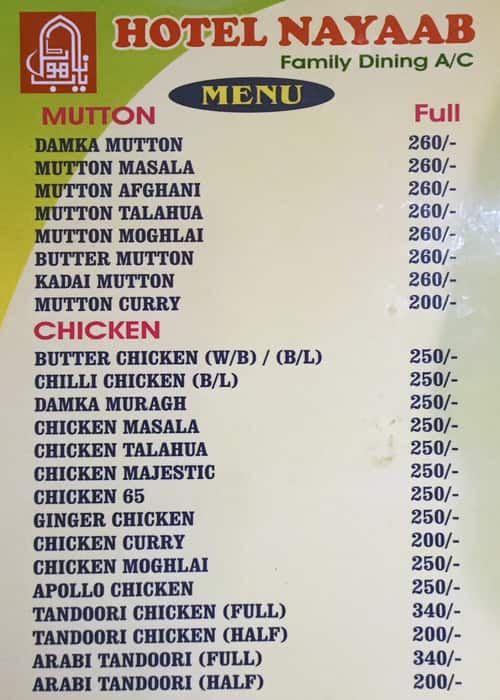 HOTEL NAYAAB
Family Dining A/C
MENU
MUTTON Full
DAMKA MUTTON 260/-
MUTTON MASALA 260/-
MUTTON AFGHANI 260/-
MUTTON TALAHUA 260/-
MUTTON MOGHLAI 260/-
BUTTER MUTTON 260/-
KADAI MUTTON 260/-
MUTTON CURRY 200/-
CHICKEN
BUTTER CHICKEN (W/B) / (B/L) 250/-
CHILLI CHICKEN (B/L) 250/-
DAMKA MURAGH 250/-
CHICKEN MASALA 250/-
CHICKEN TALAHUA 250/-
CHICKEN MAJESTIC 250/-
CHICKEN 65 250/-
GINGER CHICKEN 250/-
CHICKEN CURRY 200/-
CHICKEN MOGHLAI 250/-
APOLLO CHICKEN 250/-
TANDOORI CHICKEN (FULL) 340/-
TANDOORI CHICKEN (HALF) 200/-
ARABI TANDOORI (FULL) 340/-
ARABI TANDOORI (HALF) 200/-